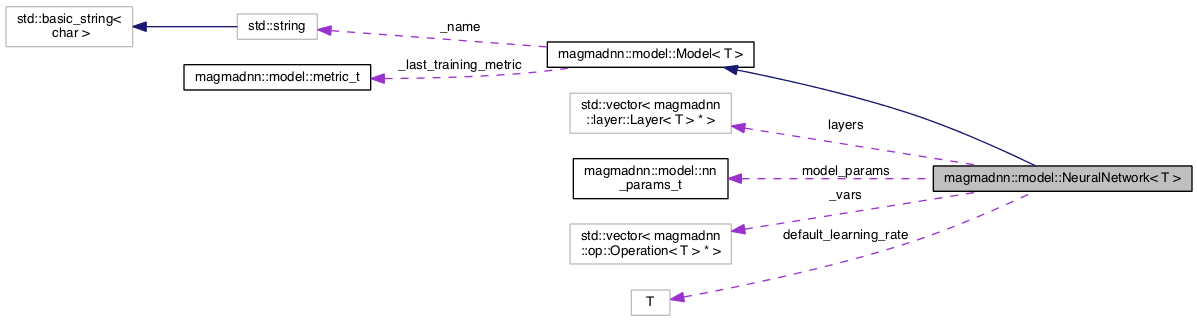 std::basic_string<
char >
std::string
_name
magmadnn::model::Model< T >
_last_training_metric
magmadnn::model::metric_t
std::vector< magmadnn
::layer::Layer< T > * >
layers
magmadnn::model::nn
_params_t
model_params
magmadnn::model::NeuralNetwork< T >
_vars
std::vector< magmadnn
::op::Operation< T > * >
default_learning_rate
T